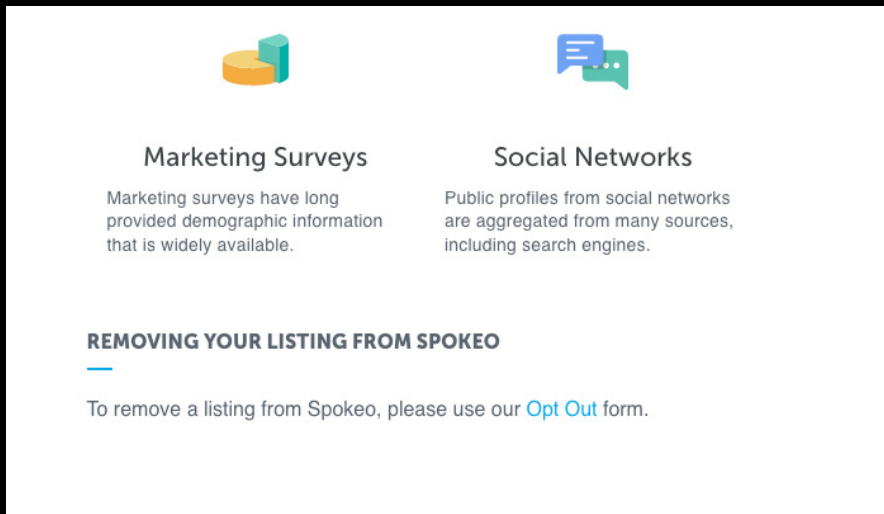 Marketing Surveys
Marketing surveys have long
provided demographic information
that is widely available.
Social Networks
Public profiles from social networks
are aggregated from many sources,
including search engines.
REMOVING YOUR LISTING FROM SPOKEO
To remove a listing from Spokeo, please use our Opt Out form.